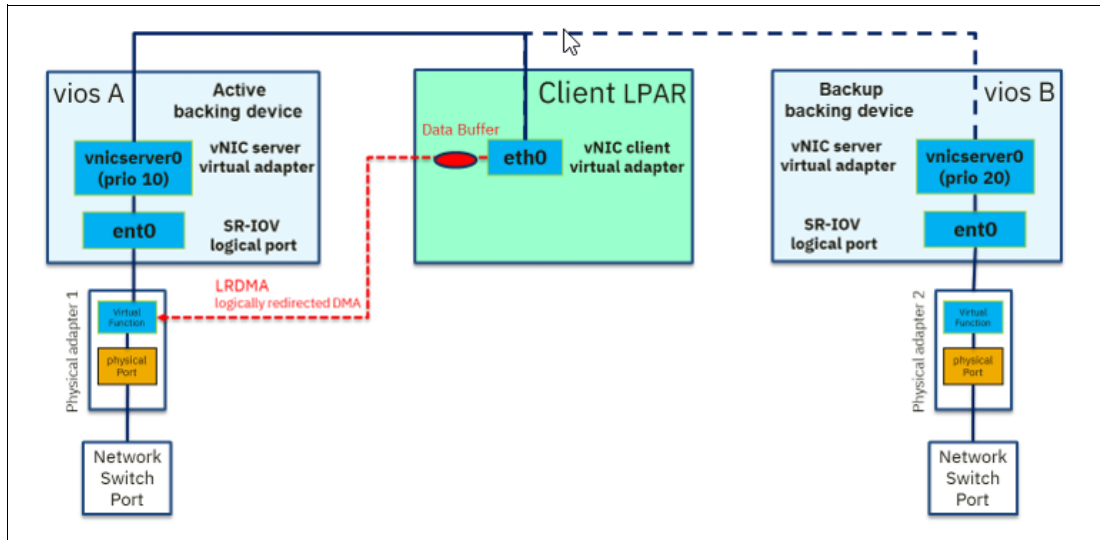 vios A
Active
backing device
vnicserver0
(prio 10)
vNIC server
virtual adapter
ent0
SR-IOV
logical port
Physical adapter 1
Virtual
Function
physical
Port
Network
Switch
Port
LRDMA
logically redirected DMA
Client LPAR
Data Buffer
eth0
vNIC client
virtual adapter
Backup
backing device
vios B
vNIC server
virtual adapter
vnicserver0
(prio 20)
SR-IOV
logical port
ent0
Physical adapter 2
Virtual
Function
physical
Port
Network
Switch
Port